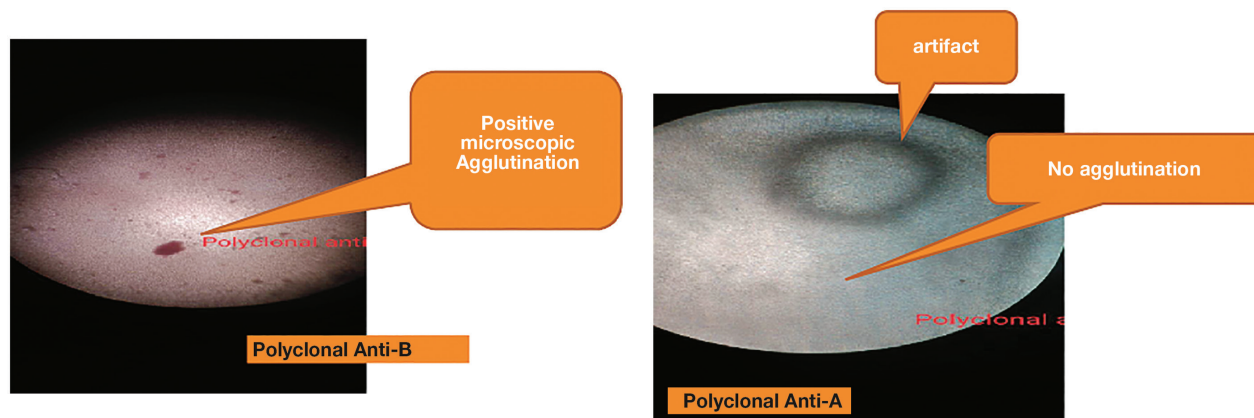 Positive
microscopic
Agglutination
Polyclonal anti
Polyclonal Anti-B
artifact
No agglutination
Polyclonal a
Polyclonal Anti-A